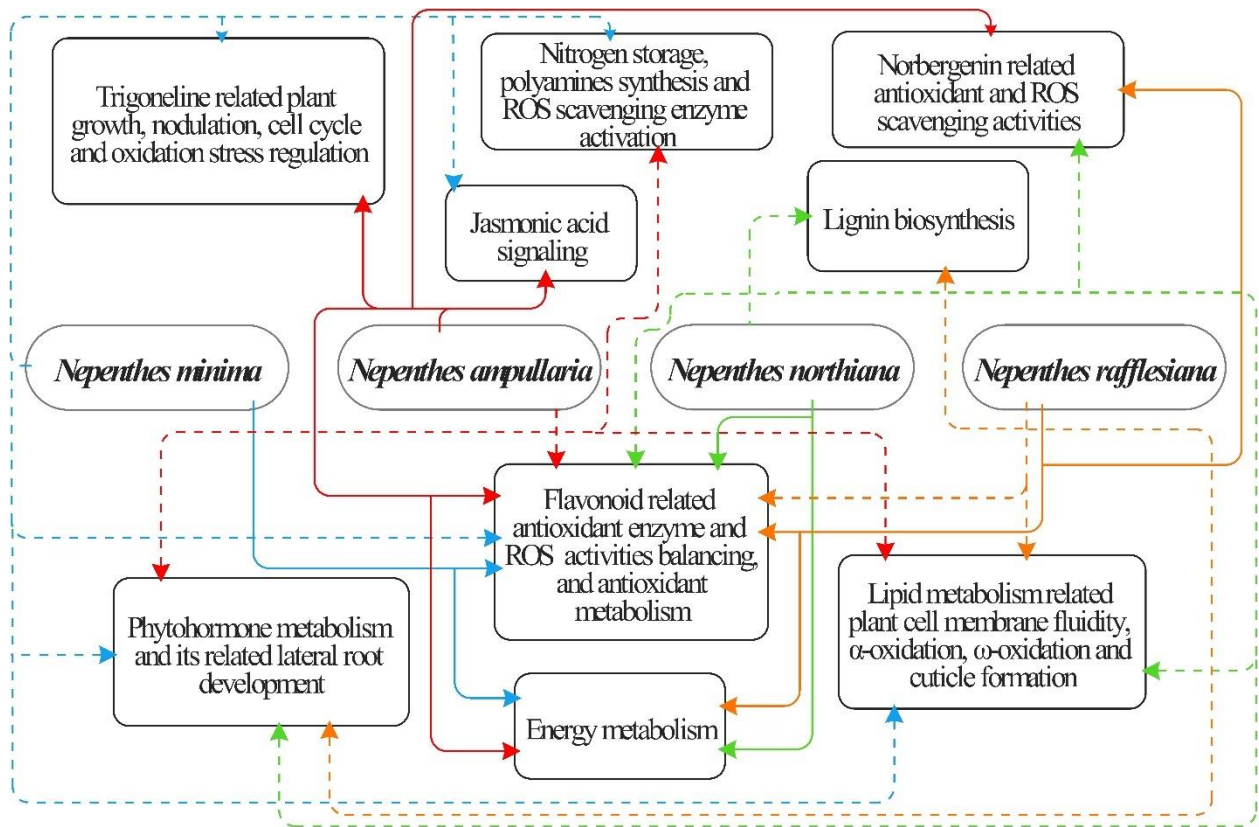 Trigoneline related plant
growth, nodulation, cell cycle
and oxidation stress regulation
Nitrogen storage,
polyamines synthesis and
ROS scavenging enzyme
activation
Norbergenin related
antioxidant and ROS
scavenging activities
Jasmonic acid
signaling
Lignin biosynthesis
Nepenthes minima
Nepenthes ampullaria
Nepenthes northiana
Nepenthes rafflesiana
Flavonoid related
antioxidant enzyme and
ROS activities balancing,
and antioxidant
metabolism
Phytohormone metabolism
and its related lateral root
development
Lipid metabolism related
plant cell membrane fluidity,
α-oxidation, ω-oxidation and
cuticle formation
Energy metabolism